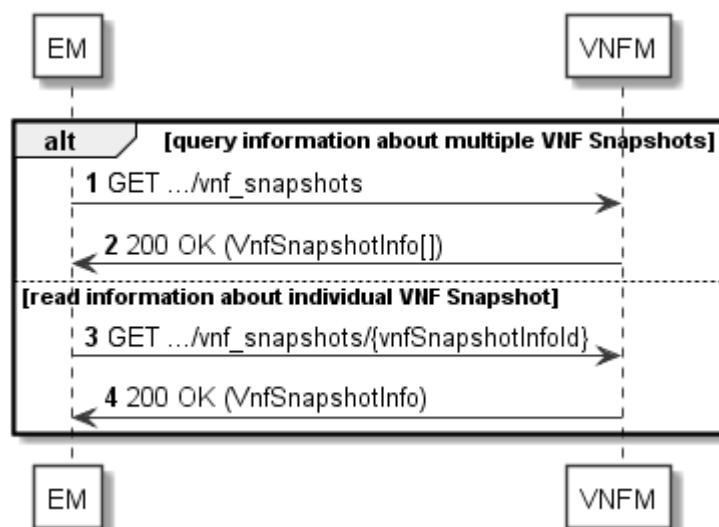 EM VNFM
alt [query information about multiple VNF Snapshots]
1 GET .../vnf_snapshots
2 200 OK (VnfSnapshotInfo[])
[read information about individual VNF Snapshot]
3 GET .../vnf_snapshots/{vnfSnapshotInfoId}
4 200 OK (VnfSnapshotInfo)
EM VNFM